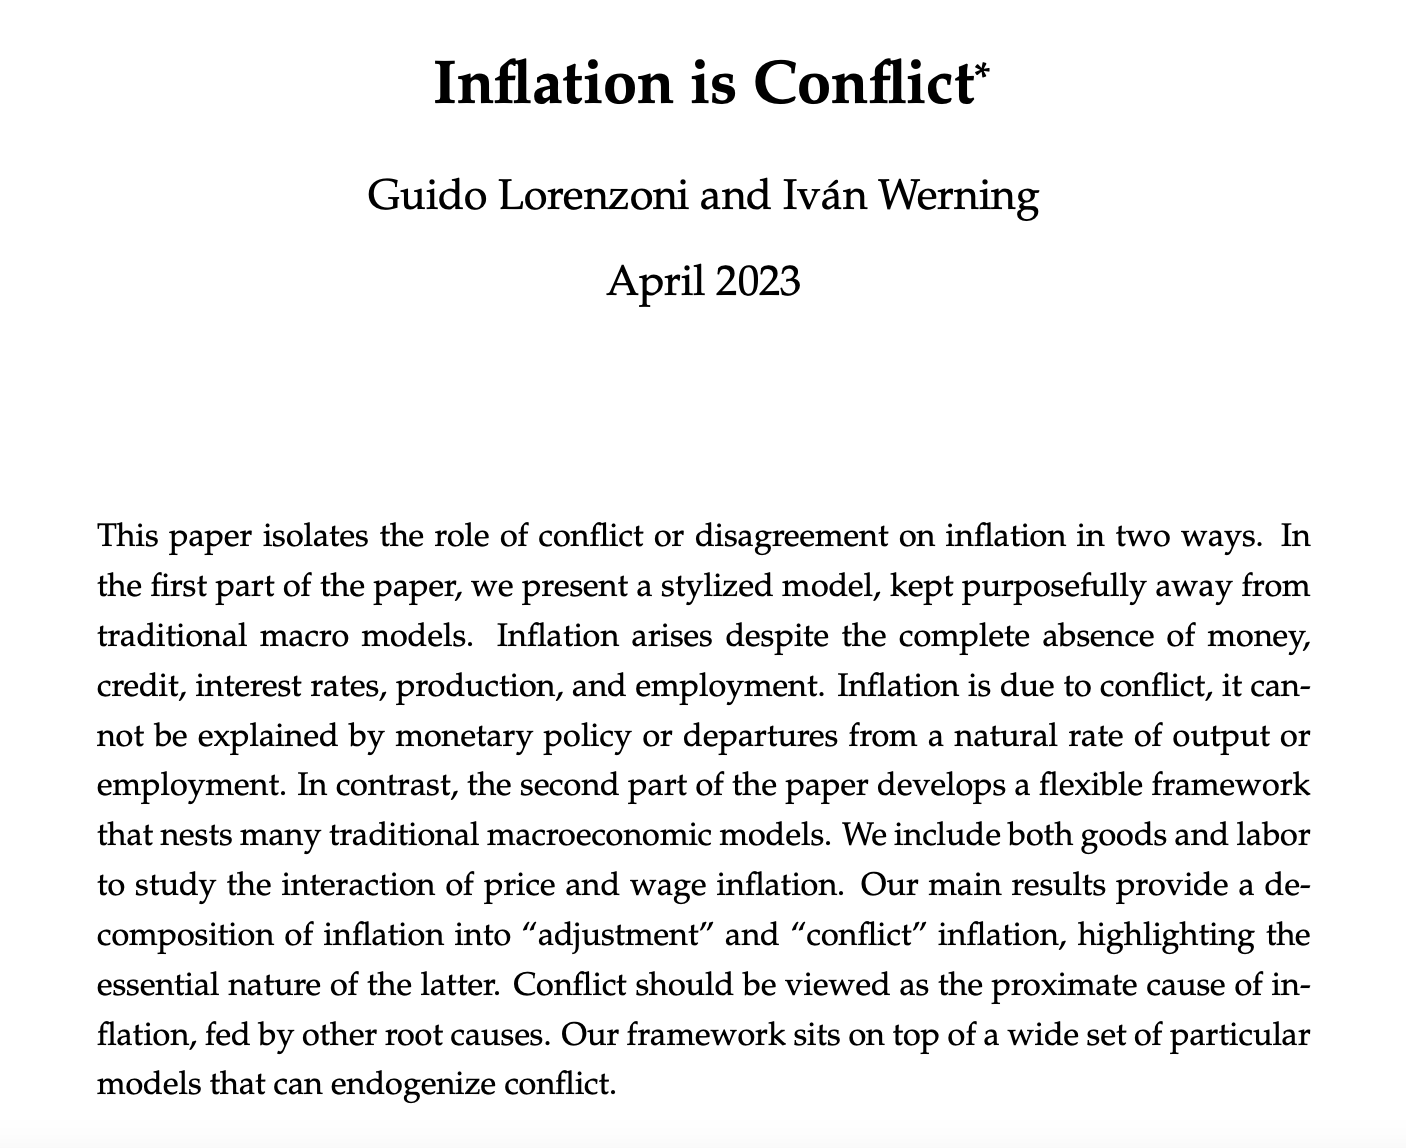 Inflation is Conflict*
Guido Lorenzoni and Iván Werning
April 2023
This paper isolates the role of conflict or disagreement on inflation in two ways. In
the first part of the paper, we present a stylized model, kept purposefully away from
traditional macro models. Inflation arises despite the complete absence of money,
credit, interest rates, production, and employment. Inflation is due to conflict, it can-
not be explained by monetary policy or departures from a natural rate of output or
employment. In contrast, the second part of the paper develops a flexible framework
that nests many traditional macroeconomic models. We include both goods and labor
to study the interaction of price and wage inflation. Our main results provide a de-
composition of inflation into “adjustment” and “conflict” inflation, highlighting the
essential nature of the latter. Conflict should be viewed as the proximate cause of in-
flation, fed by other root causes. Our framework sits on top of a wide set of particular
models that can endogenize conflict.